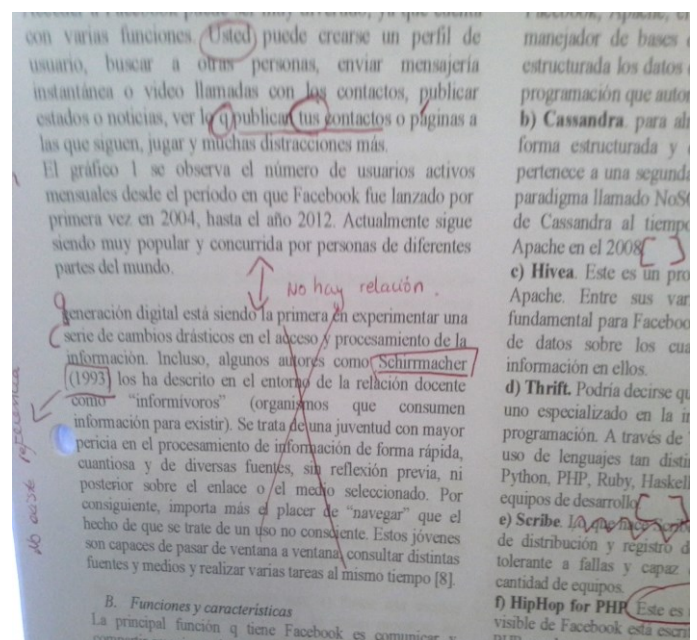 con varias funciones. Usted puede crearse un perfil de
usuario, buscar a otras personas, enviar mensajería
instantánea o video llamadas con los contactos, publicar
estados o noticias, ver lo q publican tus contactos o páginas a
las que siguen, jugar y muchas distracciones más.
El gráfico 1 se observa el número de usuarios activos
mensuales desde el período en que Facebook fue lanzado por
primera vez en 2004, hasta el año 2012. Actualmente sigue
siendo muy popular y concurrida por personas de diferentes
partes del mundo.
No hay relación.
generación digital está siendo la primera en experimentar una
serie de cambios drásticos en el acceso y procesamiento de la
información. Incluso, algunos autores como Schirrmacher
(1993) los ha descrito en el entorno de la relación docente
como "informívoros" (organismos que consumen
información para existir). Se trata de una juventud con mayor
pericia en el procesamiento de información de forma rápida,
cuantiosa y de diversas fuentes, sin reflexión previa, ni
posterior sobre el enlace o el medio seleccionado. Por
consiguiente, importa más el placer de "navegar" que el
hecho de que se trate de un uso no consciente. Estos jóvenes
son capaces de pasar de ventana a ventana, consultar distintas
fuentes y medios y realizar varias tareas al mismo tiempo [8].
No existe referencia
B. Funciones y características
La principal función q tiene Facebook es comunicar y
manejador de bases
estructurada los datos
programación que
b) Cassandra. para
forma estructurada y
pertenece a una segunda
paradigma llamado
de Cassandra al tiempo
Apache en el 2008
c) Hivea. Este es un
Apache. Entre sus
fundamental para
de datos sobre los
información en ellos.
d) Thrift. Podría decirse
uno especializado en la
programación. A través de
uso de lenguajes tan
Python, PHP, Ruby, Haskell
equipos de desarrollo
e) Scribe.
de distribución y registro
tolerante a fallas y capaz
cantidad de equipos.
f) HipHop for PHP. Este es
visible de Facebook está